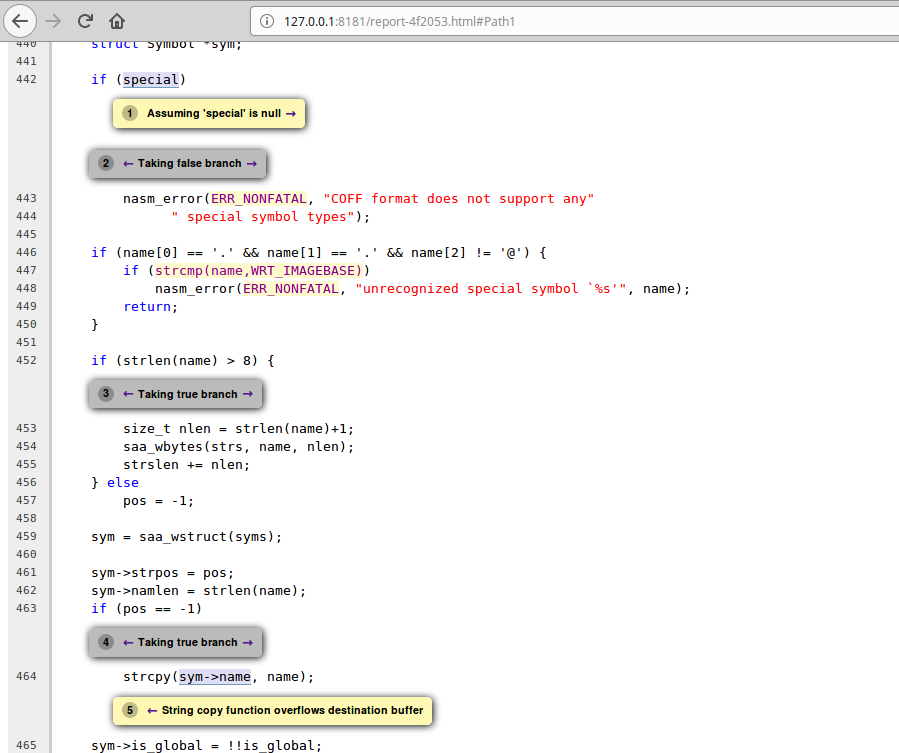 127.0.0.1:8181/report-4f2053.html#Path1
440 struct Symbol *sym;
441
442 if (special)
1 Assuming 'special' is null →
2 ← Taking false branch →
443 nasm_error(ERR_NONFATAL, "COFF format does not support any"
444 " special symbol types");
445
446 if (name[0] == '.' && name[1] == '.' && name[2] != '@') {
447 if (strcmp(name,WRT_IMAGEBASE))
448 nasm_error(ERR_NONFATAL, "unrecognized special symbol `%s'", name);
449 return;
450 }
451
452 if (strlen(name) > 8) {
3 ← Taking true branch →
453 size_t nlen = strlen(name)+1;
454 saa_wbytes(strs, name, nlen);
455 strslen += nlen;
456 } else
457 pos = -1;
458
459 sym = saa_wstruct(syms);
460
461 sym->strpos = pos;
462 sym->namlen = strlen(name);
463 if (pos == -1)
4 ← Taking true branch →
464 strcpy(sym->name, name);
5 ← String copy function overflows destination buffer
465 sym->is_global = !!is_global;